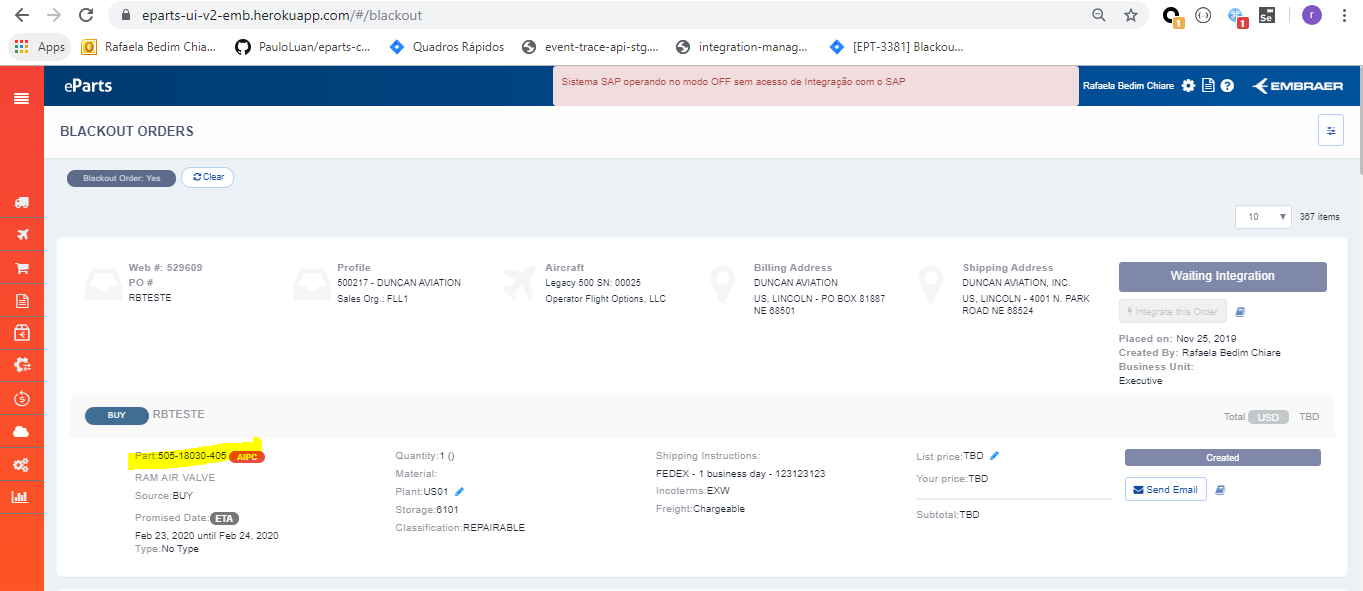 eparts-ui-v2-emb.herokuapp.com/#/blackout
1
1
Se
r
Apps
Rafaela Bedim Chia...
PauloLuan/eparts-c...
Quadros Rápidos
event-trace-api-stg....
integration-manag...
[EPT-3381] Blackou...
eParts
Sistema SAP operando no modo OFF sem acesso de Integração com o SAP
Rafaela Bedim Chiare
EMBRAER
BLACKOUT ORDERS
Blackout Order: Yes
Clear
10
367 items
Web #: 529609
PO #
RBTESTE
Profile
500217 - DUNCAN AVIATION
Sales Org.: FLL1
Aircraft
Legacy 500 SN: 00025
Operator Flight Options, LLC
Billing Address
DUNCAN AVIATION
US, LINCOLN - PO BOX 81887
NE 68501
Shipping Address
DUNCAN AVIATION, INC.
US, LINCOLN - 4001 N. PARK
ROAD NE 68524
Waiting Integration
Integrate this Order
Placed on: Nov 25, 2019
Created By: Rafaela Bedim Chiare
Business Unit:
Executive
BUY RBTESTE
Total USD TBD
Part:505-18030-405 AIPC
RAM AIR VALVE
Source:BUY
Promised Date: ETA
Feb 23, 2020 until Feb 24, 2020
Type:No Type
Quantity:1 ()
Material:
Plant:US01
Storage:6101
Classification:REPAIRABLE
Shipping Instructions:
FEDEX - 1 business day - 123123123
Incoterms:EXW
Freight:Chargeable
List price:TBD
Your price:TBD
Subtotal:TBD
Created
Send Email